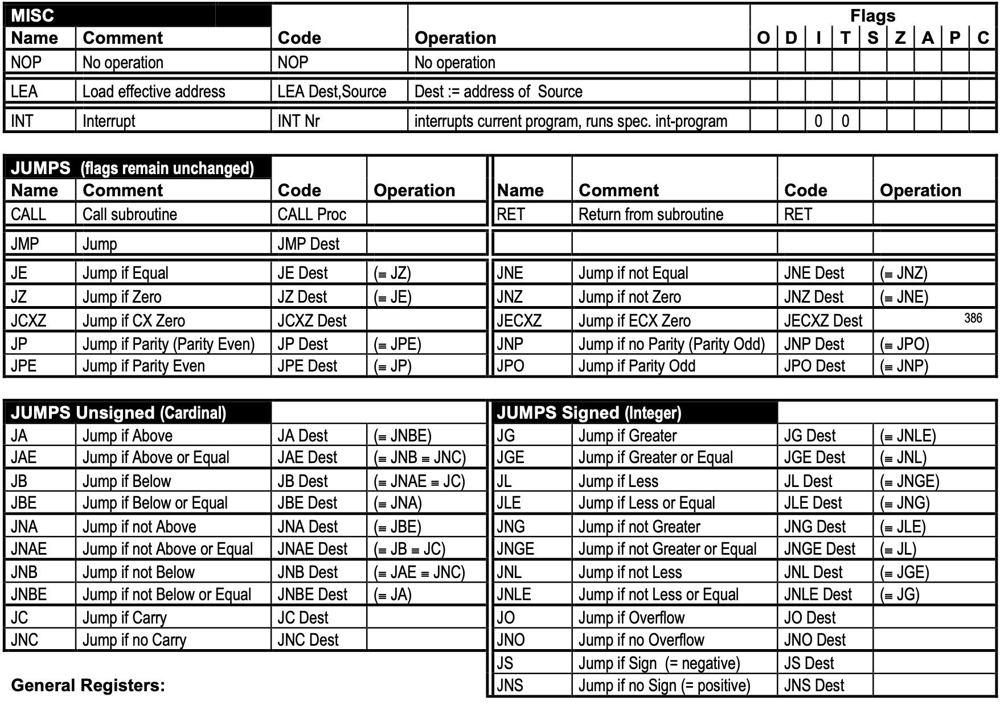 MISC Flags
Name Comment Code Operation O D I T S Z A P C
NOP No operation NOP No operation
LEA Load effective address LEA Dest,Source Dest := address of Source
INT Interrupt INT Nr interrupts current program, runs spec. int-program 0 0
JUMPS (flags remain unchanged)
Name Comment Code Operation Name Comment Code Operation
CALL Call subroutine CALL Proc RET Return from subroutine RET
JMP Jump JMP Dest
JE Jump if Equal JE Dest (≡ JZ) JNE Jump if not Equal JNE Dest (≡ JNZ)
JZ Jump if Zero JZ Dest (≡ JE) JNZ Jump if not Zero JNZ Dest (≡ JNE)
JCXZ Jump if CX Zero JCXZ Dest JECXZ Jump if ECX Zero JECXZ Dest 386
JP Jump if Parity (Parity Even) JP Dest (≡ JPE) JNP Jump if no Parity (Parity Odd) JNP Dest (≡ JPO)
JPE Jump if Parity Even JPE Dest (≡ JP) JPO Jump if Parity Odd JPO Dest (≡ JNP)
JUMPS Unsigned (Cardinal) JUMPS Signed (Integer)
JA Jump if Above JA Dest (≡ JNBE) JG Jump if Greater JG Dest (≡ JNLE)
JAE Jump if Above or Equal JAE Dest (≡ JNB ≡ JNC) JGE Jump if Greater or Equal JGE Dest (≡ JNL)
JB Jump if Below JB Dest (≡ JNAE ≡ JC) JL Jump if Less JL Dest (≡ JNGE)
JBE Jump if Below or Equal JBE Dest (≡ JNA) JLE Jump if Less or Equal JLE Dest (≡ JNG)
JNA Jump if not Above JNA Dest (≡ JBE) JNG Jump if not Greater JNG Dest (≡ JLE)
JNAE Jump if not Above or Equal JNAE Dest (≡ JB ≡ JC) JNGE Jump if not Greater or Equal JNGE Dest (≡ JL)
JNB Jump if not Below JNB Dest (≡ JAE ≡ JNC) JNL Jump if not Less JNL Dest (≡ JGE)
JNBE Jump if not Below or Equal JNBE Dest (≡ JA) JNLE Jump if not Less or Equal JNLE Dest (≡ JG)
JC Jump if Carry JC Dest JO Jump if Overflow JO Dest
JNC Jump if no Carry JNC Dest JNO Jump if no Overflow JNO Dest
JS Jump if Sign (= negative) JS Dest
General Registers: JNS Jump if no Sign (= positive) JNS Dest